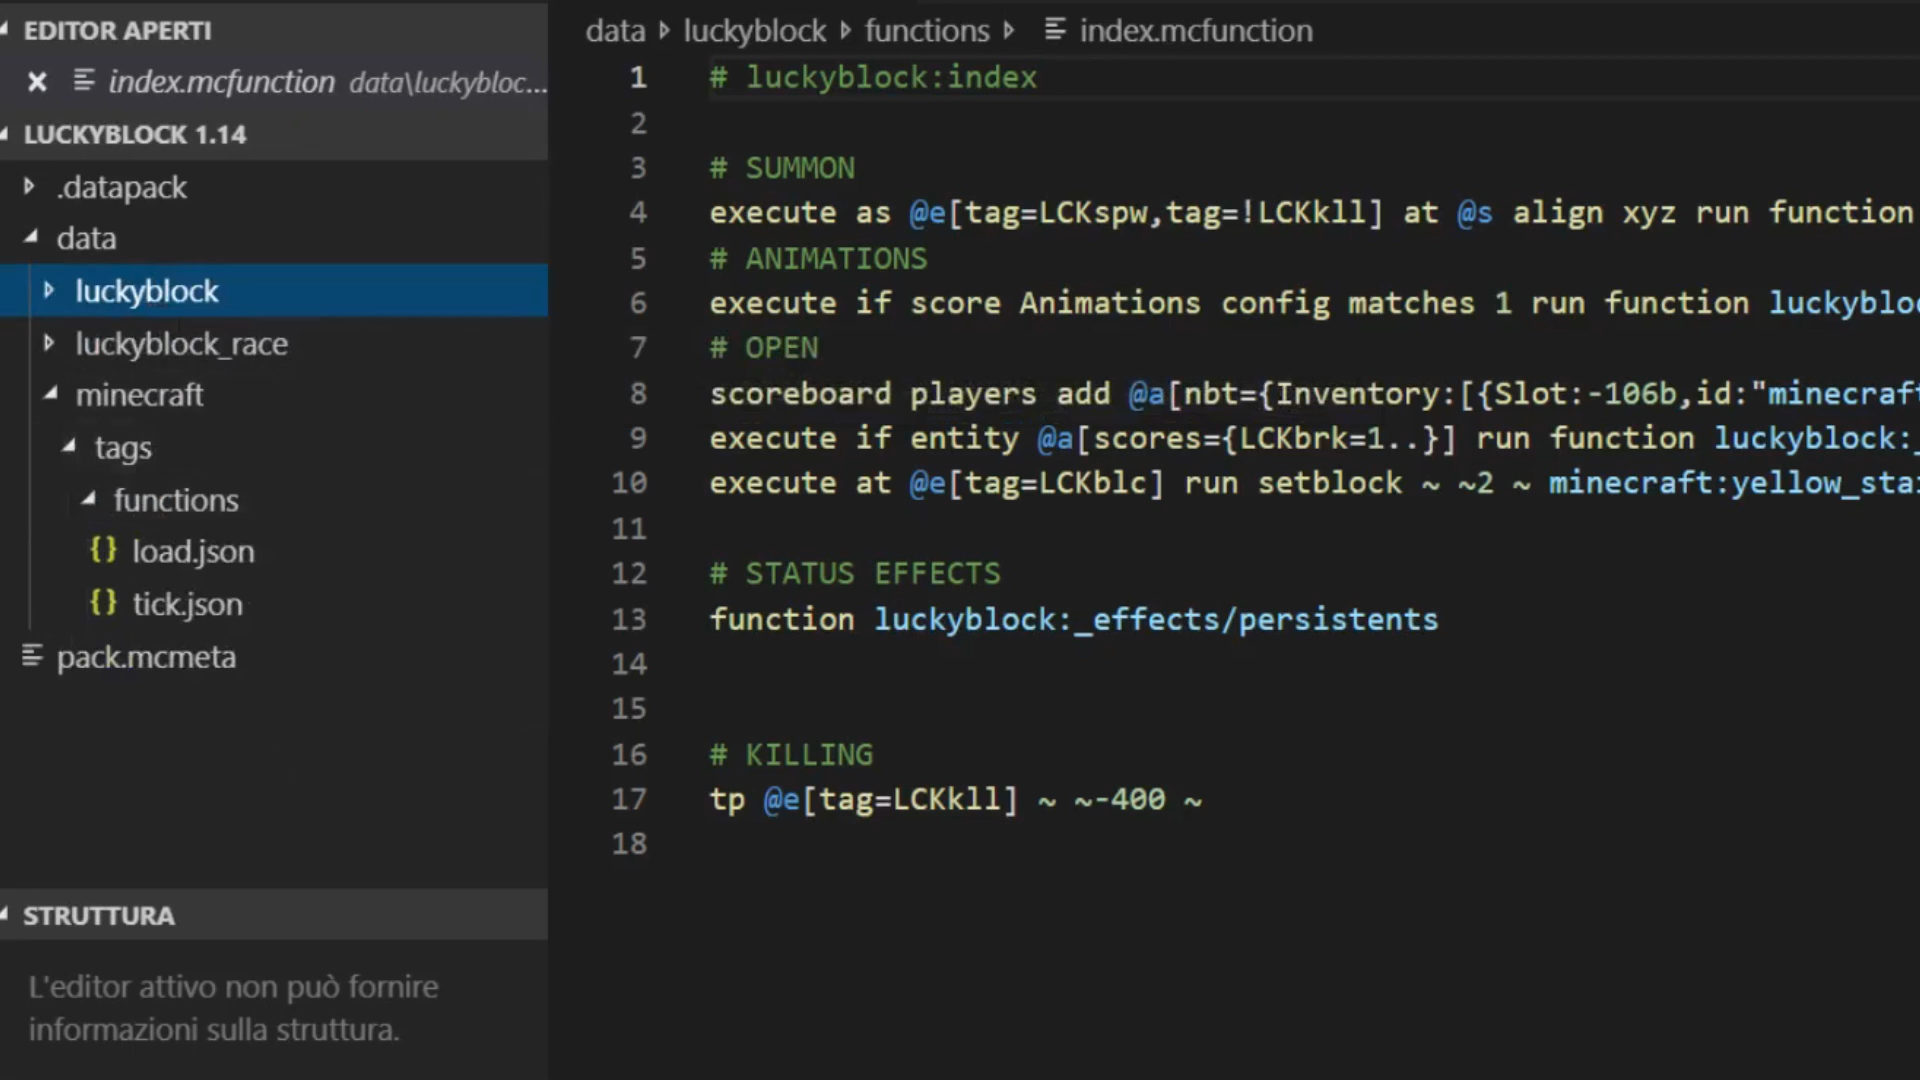 EDITOR APERTI
index.mcfunction data\luckybloc...
LUCKYBLOCK 1.14
.datapack
data
luckyblock
luckyblock_race
minecraft
tags
functions
{} load.json
{} tick.json
pack.mcmeta
STRUTTURA
L'editor attivo non può fornire
informazioni sulla struttura.
data luckyblock functions index.mcfunction
1 # luckyblock:index
2
3 # SUMMON
4 execute as @e[tag=LCKspw,tag=!LCKkll] at @s align xyz run function
5 # ANIMATIONS
6 execute if score Animations config matches 1 run function luckybloc
7 # OPEN
8 scoreboard players add @a[nbt={Inventory:[{Slot:-106b,id:"minecraft
9 execute if entity @a[scores={LCKbrk=1..}] run function luckyblock:_
10 execute at @e[tag=LCKblc] run setblock ~ ~2 ~ minecraft:yellow_stai
11
12 # STATUS EFFECTS
13 function luckyblock:_effects/persistents
14
15
16 # KILLING
17 tp @e[tag=LCKkll] ~ ~-400 ~
18